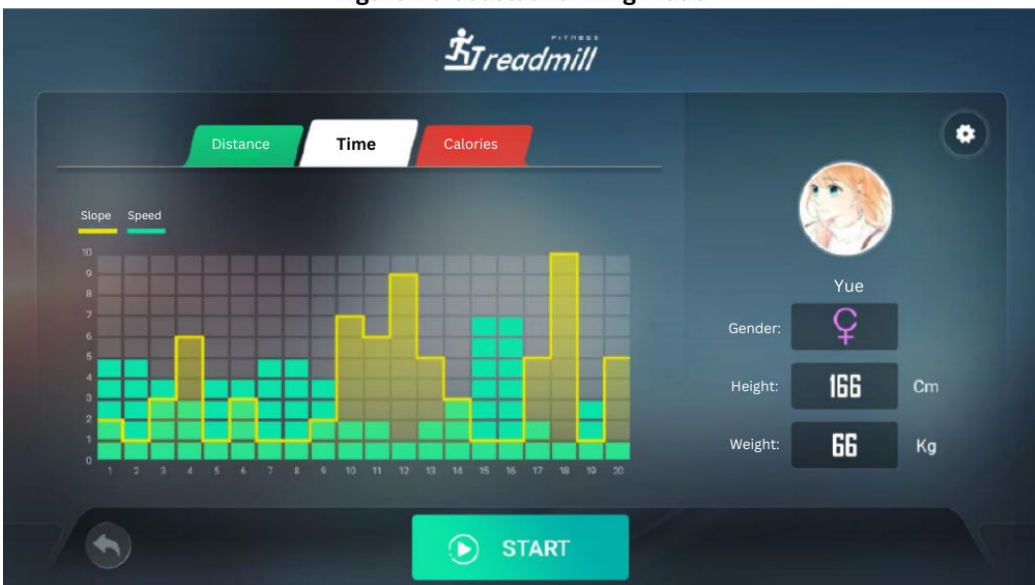 FITNESS
Treadmill
Distance Time Calories
Slope Speed
10
9
8
7
6
5
4
3
2
1
0
1 2 3 4 5 6 7 8 9 10 11 12 13 14 15 16 17 18 19 20
Yue
Gender:
Height: 166 Cm
Weight: 66 Kg
START